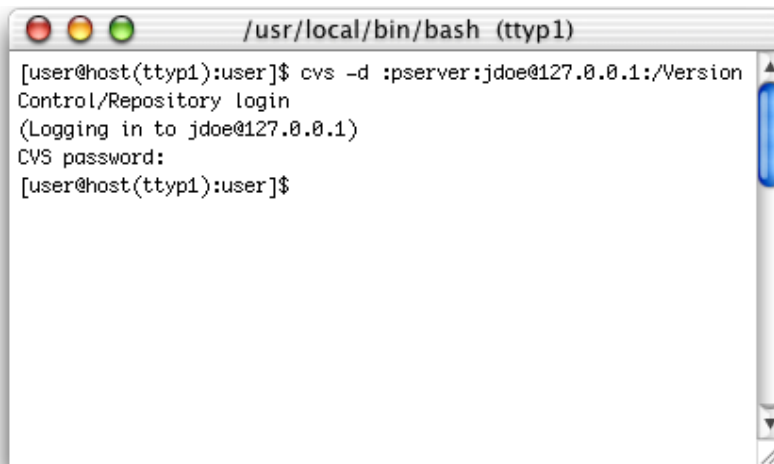 /usr/local/bin/bash (ttyp1)
[user@host(ttyp1):user]$ cvs -d :pserver:jdoe@127.0.0.1:/Version
Control/Repository login
(Logging in to jdoe@127.0.0.1)
CVS password:
[user@host(ttyp1):user]$